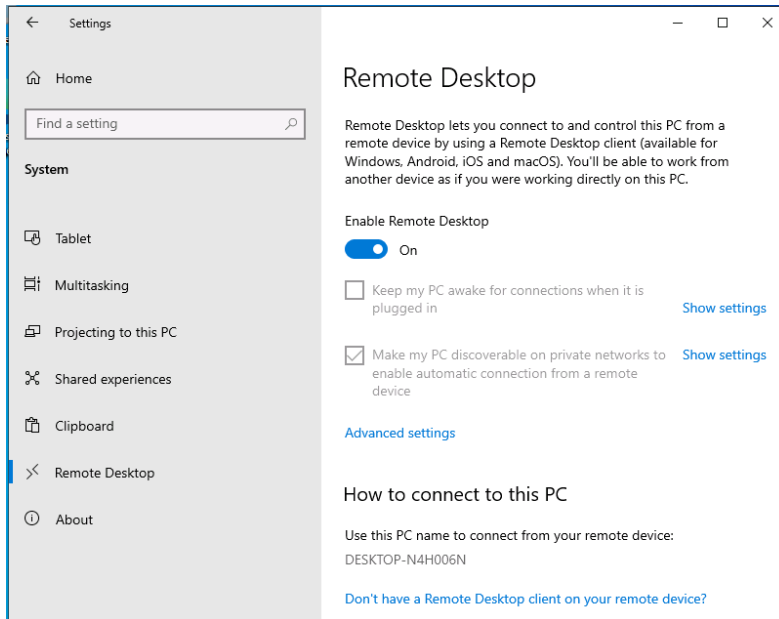 Settings
Home
Find a setting
System
Tablet
Multitasking
Projecting to this PC
Shared experiences
Clipboard
Remote Desktop
About
Remote Desktop
Remote Desktop lets you connect to and control this PC from a
remote device by using a Remote Desktop client (available for
Windows, Android, iOS and macOS). You'll be able to work from
another device as if you were working directly on this PC.
Enable Remote Desktop
On
Keep my PC awake for connections when it is
plugged in
Show settings
Make my PC discoverable on private networks to
enable automatic connection from a remote
device
Show settings
Advanced settings
How to connect to this PC
Use this PC name to connect from your remote device:
DESKTOP-N4H006N
Don't have a Remote Desktop client on your remote device?